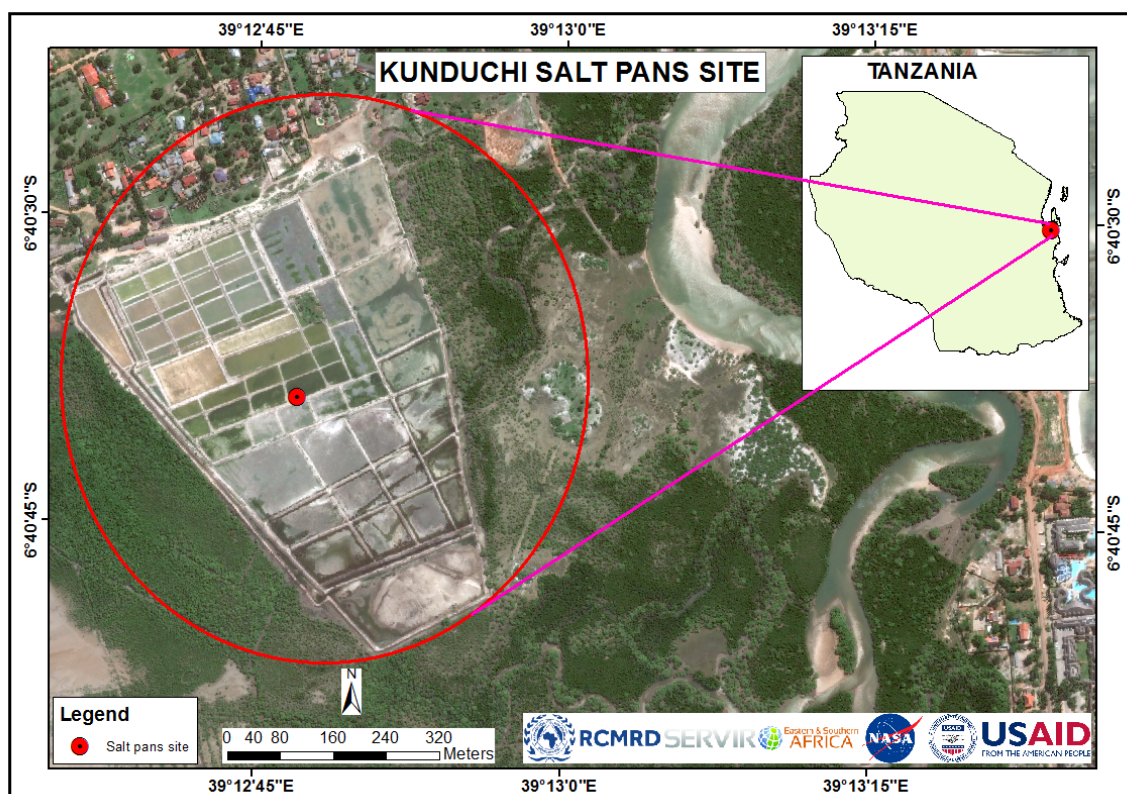 39°12'45"E
39°13'0"E
39°13'15"E
KUNDUCHI SALT PANS SITE
TANZANIA
6°40'30"S
6°40'30"S
6°40'45"S
6°40'45"S
N
Legend
Salt pans site
0 40 80 160 240 320
Meters
RCMRD
SERVIR
Eastern & Southern
AFRICA
NASA
USAID
FROM THE AMERICAN PEOPLE
39°12'45"E
39°13'0"E
39°13'15"E